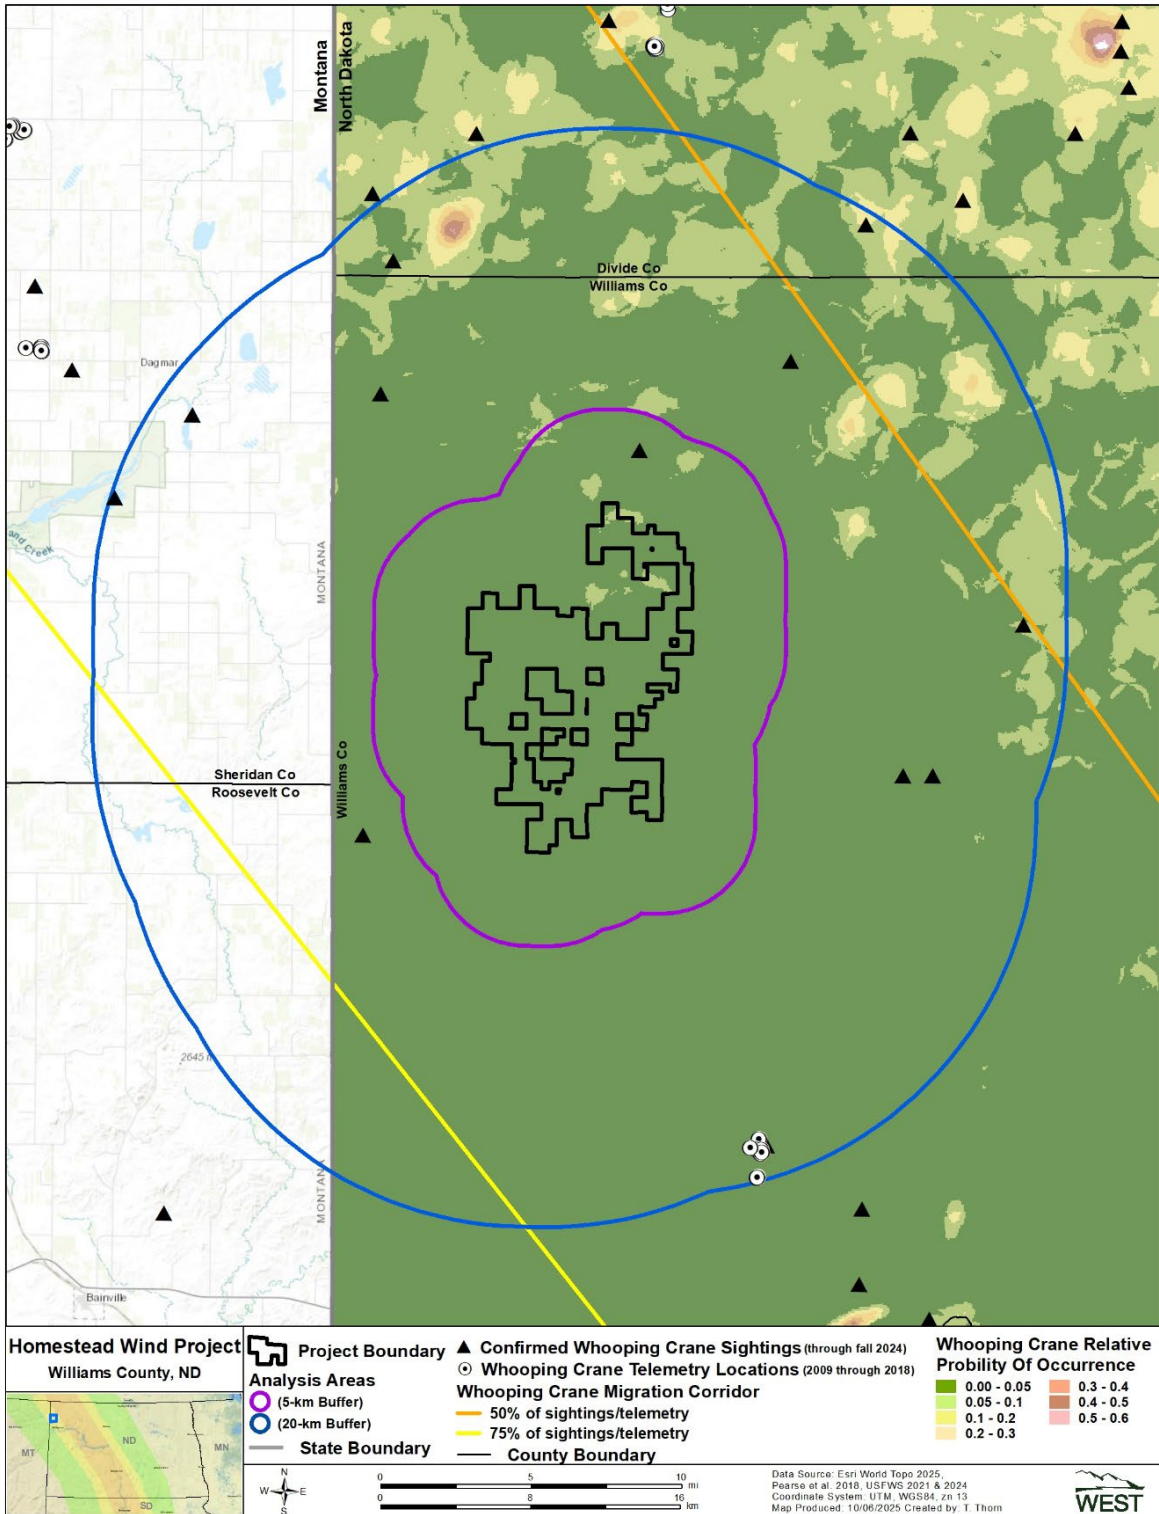 Montana
North Dakota
Divide Co
Williams Co
Dagmar
and Creek
MONTANA
Williams Co
Sheridan Co
Roosevelt Co
MONTANA
Bainville
Homestead Wind Project
Williams County, ND
MT
ND
MN
SD
Project Boundary
Analysis Areas
(5-km Buffer)
(20-km Buffer)
State Boundary
Confirmed Whooping Crane Sightings (through fall 2024)
Whooping Crane Telemetry Locations (2009 through 2018)
Whooping Crane Migration Corridor
50% of sightings/telemetry
75% of sightings/telemetry
County Boundary
Whooping Crane Relative
Probility Of Occurrence
0.00 - 0.05
0.05 - 0.1
0.1 - 0.2
0.2 - 0.3
0.3 - 0.4
0.4 - 0.5
0.5 - 0.6
N
W E
S
0 5 10
mi
0 8 16
km
Data Source: Esri World Topo 2025,
Pearse et al. 2018, USFWS 2021 & 2024
Coordinate System: UTM, WGS84, zn 13
Map Produced: 10/06/2025 Created by: T. Thorn
WEST